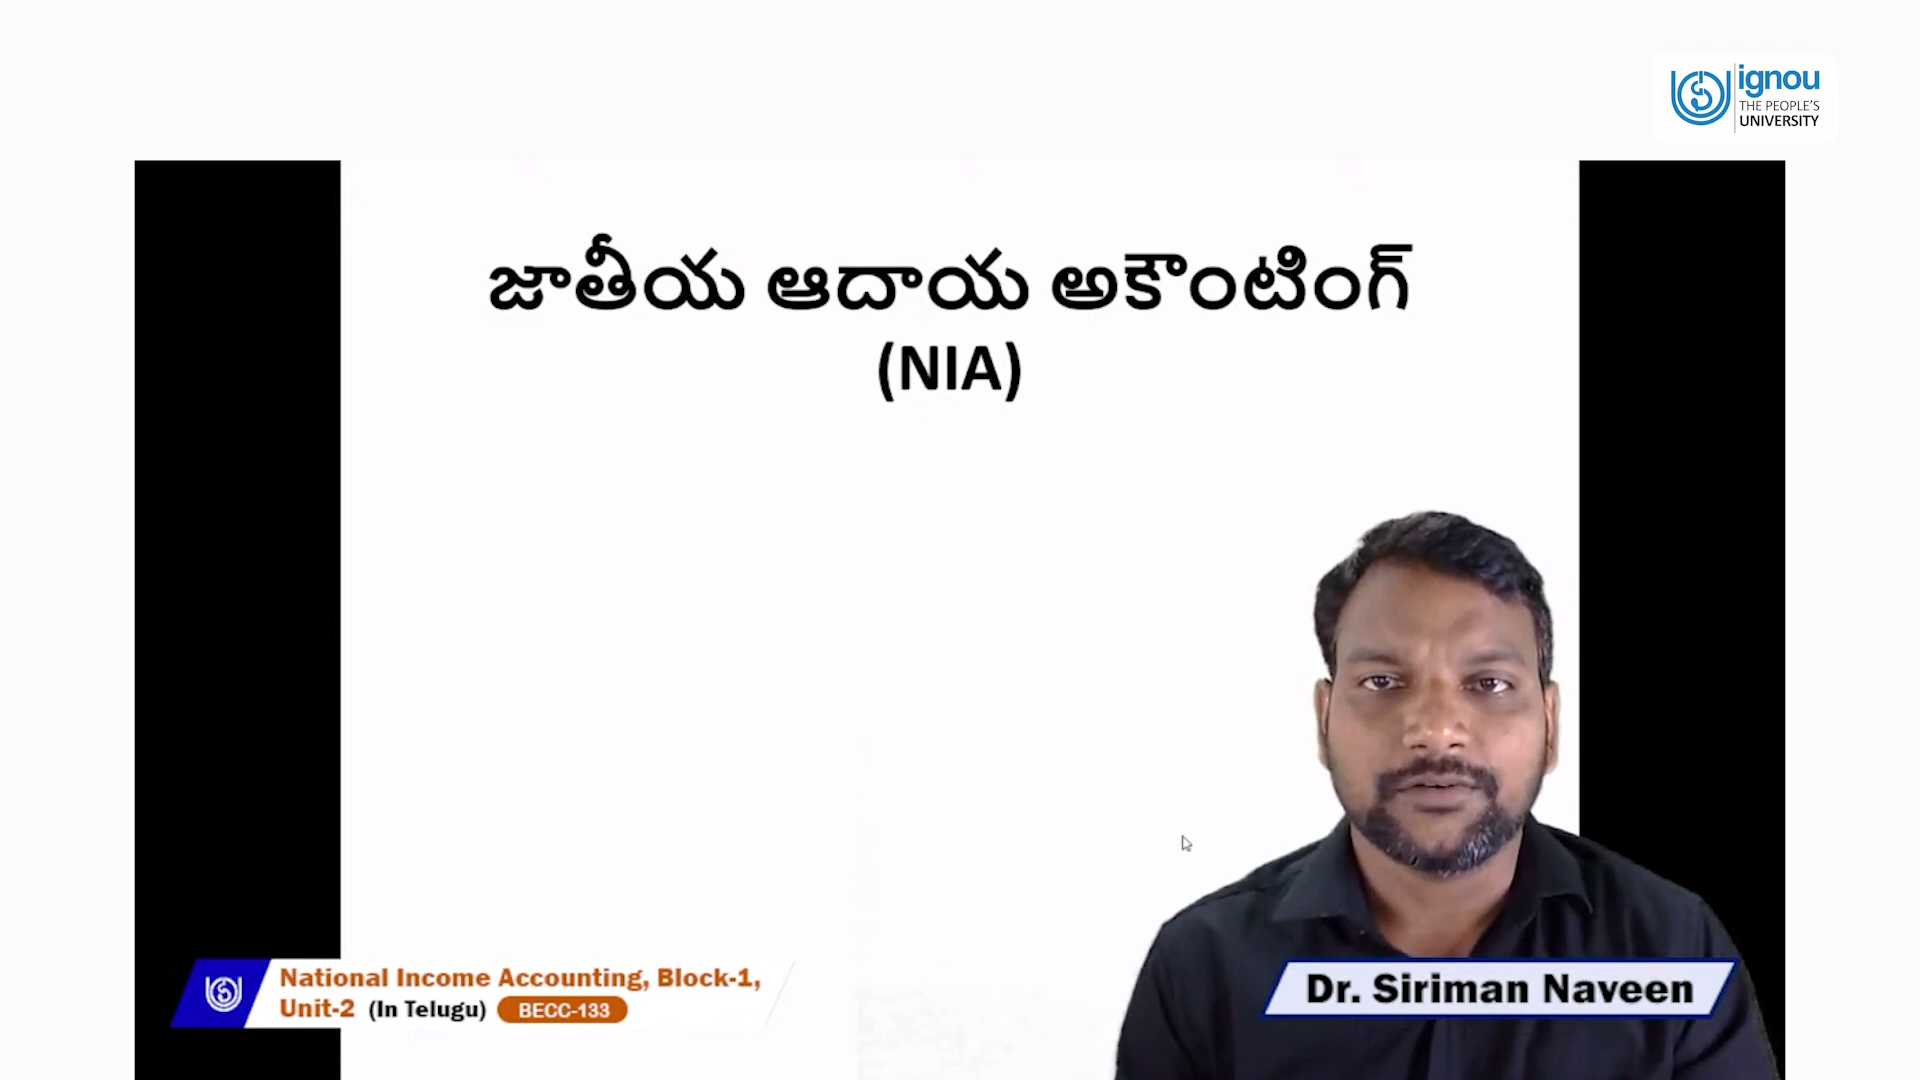 ignou
THE PEOPLE'S
UNIVERSITY
జాతీయ ఆదాయ అకౌంటింగ్
(NIA)
National Income Accounting, Block-1,
Unit-2 (In Telugu) BECC-133
Dr. Siriman Naveen